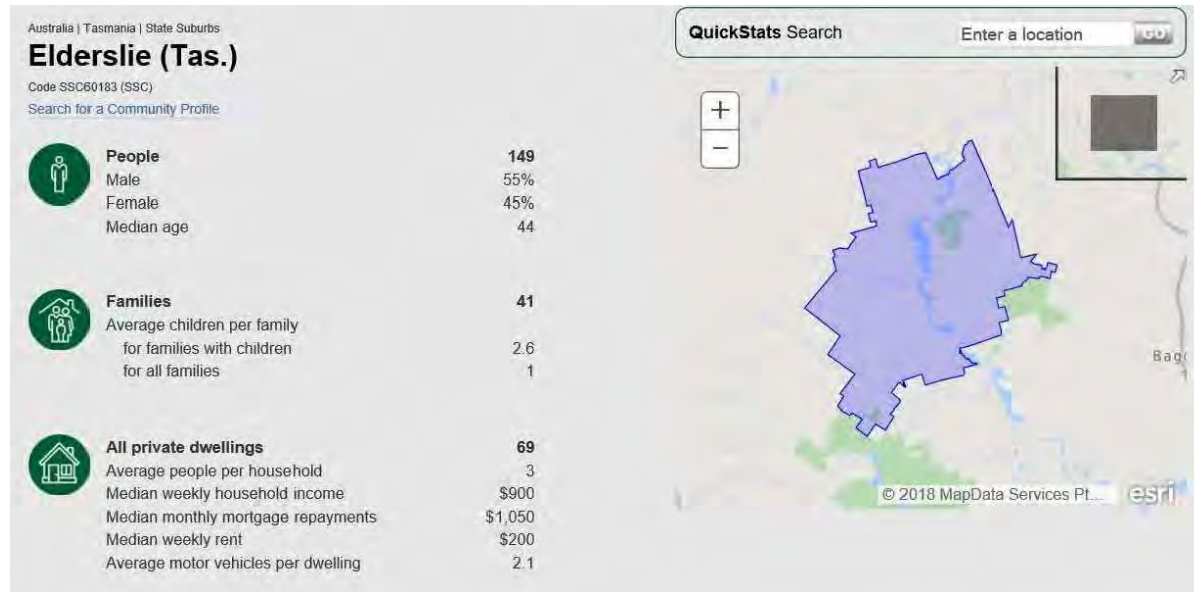 Australia | Tasmania | State Suburbs
Elderslie (Tas.)
Code SSC60183 (SSC)
Search for a Community Profile
People 149
Male 55%
Female 45%
Median age 44
Families 41
Average children per family
for families with children 2.6
for all families 1
All private dwellings 69
Average people per household 3
Median weekly household income $900
Median monthly mortgage repayments $1,050
Median weekly rent $200
Average motor vehicles per dwelling 2.1
QuickStats Search Enter a location GO
+
−
Bag
© 2018 MapData Services Pt... esri